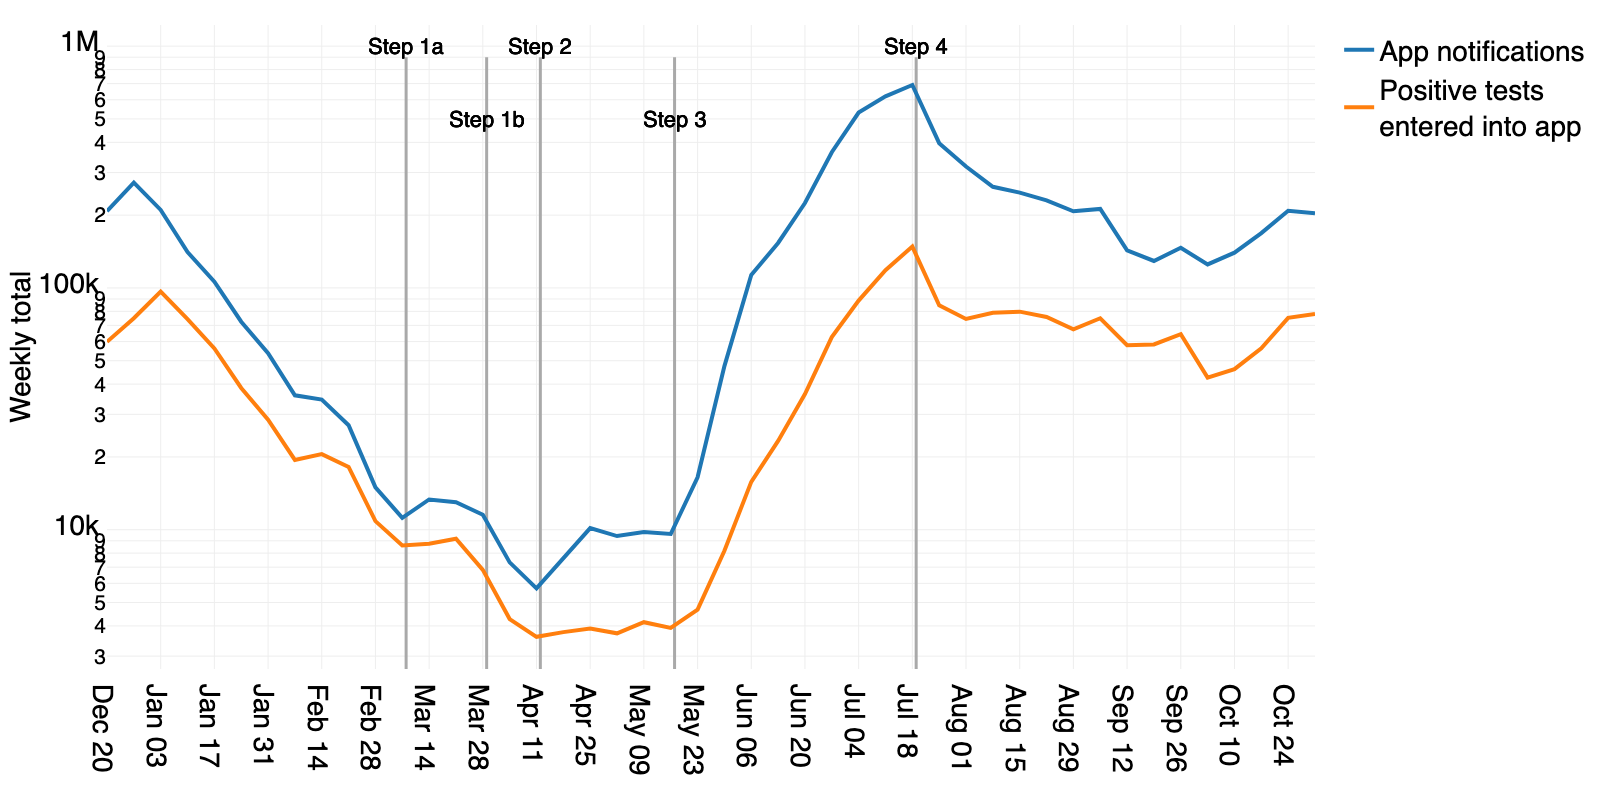 Step 1a
Step 2
Step 4
Step 1b
Step 3
App notifications
Positive tests
entered into app
Weekly total
1M
9
8
7
6
5
4
3
2
100k
9
8
7
6
5
4
3
2
10k
9
8
7
6
5
4
3
Dec 20
Jan 03
Jan 17
Jan 31
Feb 14
Feb 28
Mar 14
Mar 28
Apr 11
Apr 25
May 09
May 23
Jun 06
Jun 20
Jul 04
Jul 18
Aug 01
Aug 15
Aug 29
Sep 12
Sep 26
Oct 10
Oct 24